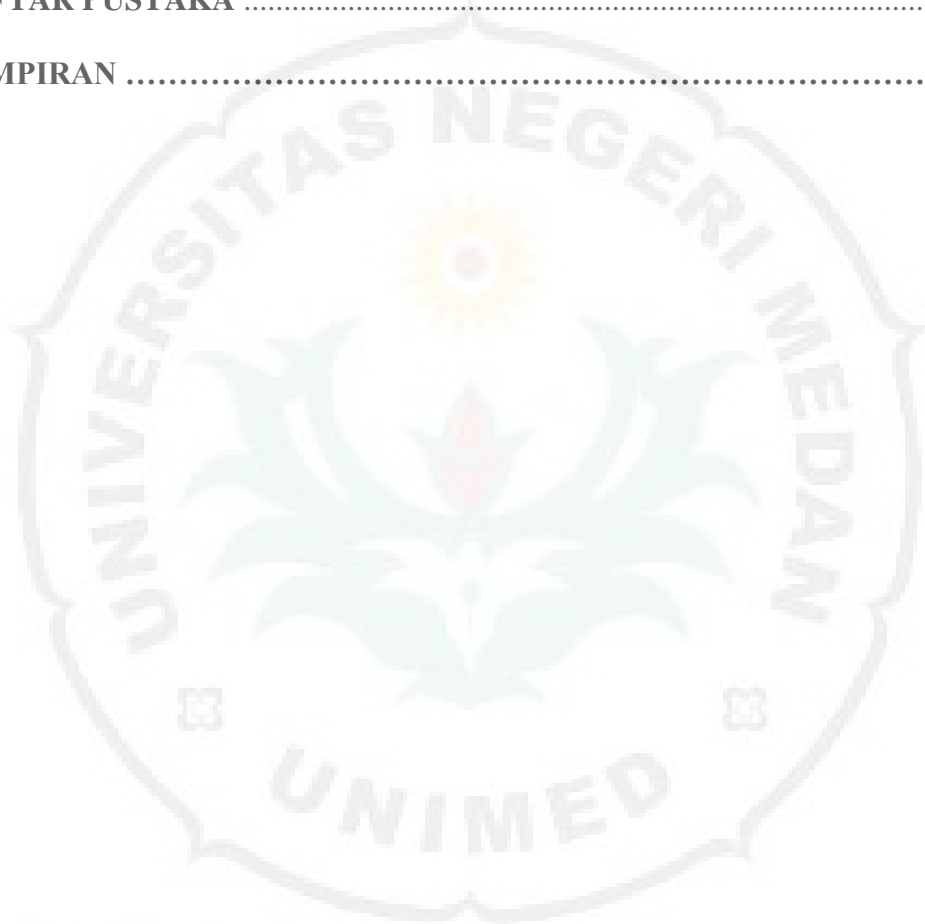 TAR PUSTAKA ........................................................................................................
MPIRAN ………………………………………………………………………………
UNIVERSITAS NEGERI MEDAN
UNIMED